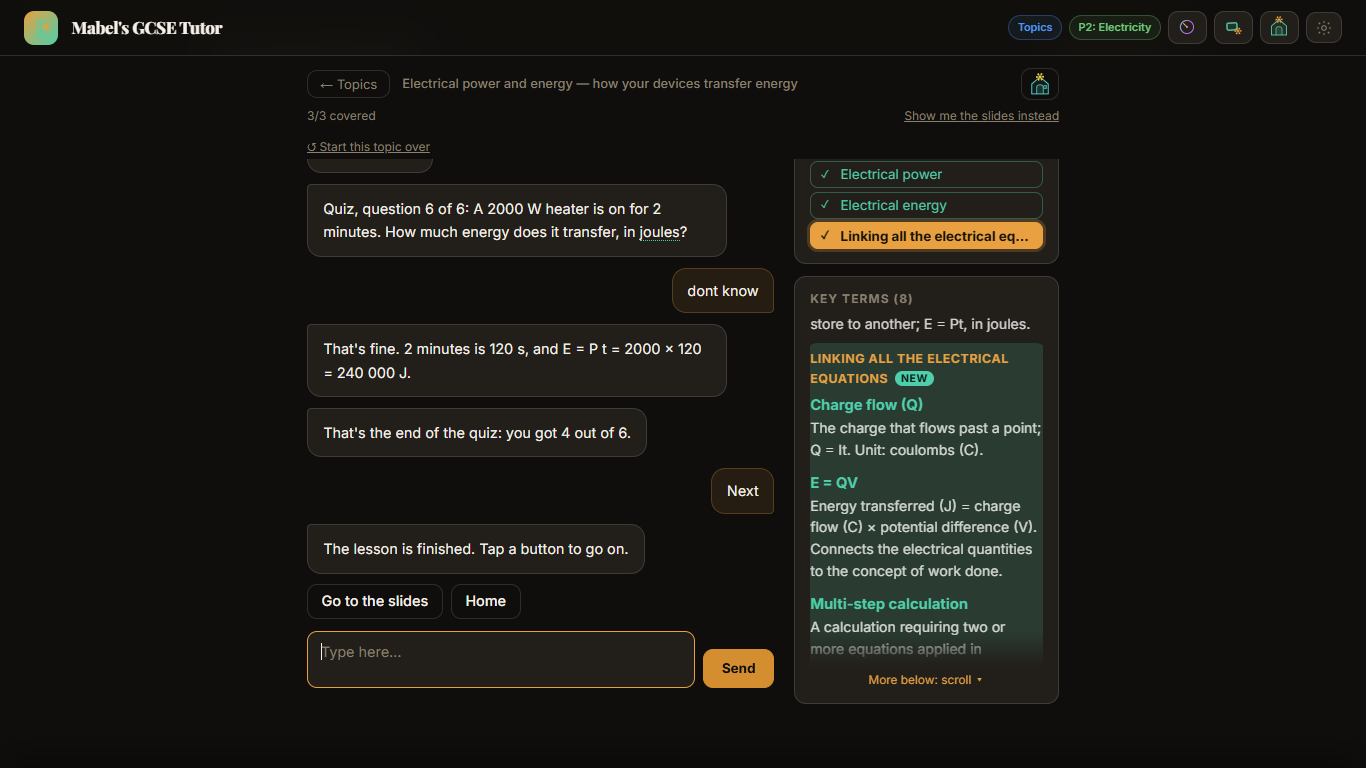 Mabel's GCSE Tutor
Topics
P2: Electricity
← Topics
Electrical power and energy — how your devices transfer energy
3/3 covered
Show me the slides instead
↺ Start this topic over
Quiz, question 6 of 6: A 2000 W heater is on for 2
minutes. How much energy does it transfer, in joules?
dont know
That's fine. 2 minutes is 120 s, and E = P t = 2000 × 120
= 240 000 J.
That's the end of the quiz: you got 4 out of 6.
Next
The lesson is finished. Tap a button to go on.
Go to the slides
Home
Type here...
Send
✓ Electrical power
✓ Electrical energy
✓ Linking all the electrical eq...
KEY TERMS (8)
store to another; E = Pt, in joules.
LINKING ALL THE ELECTRICAL
EQUATIONS NEW
Charge flow (Q)
The charge that flows past a point;
Q = It. Unit: coulombs (C).
E = QV
Energy transferred (J) = charge
flow (C) × potential difference (V).
Connects the electrical quantities
to the concept of work done.
Multi-step calculation
A calculation requiring two or
more equations applied in
More below: scroll ▾